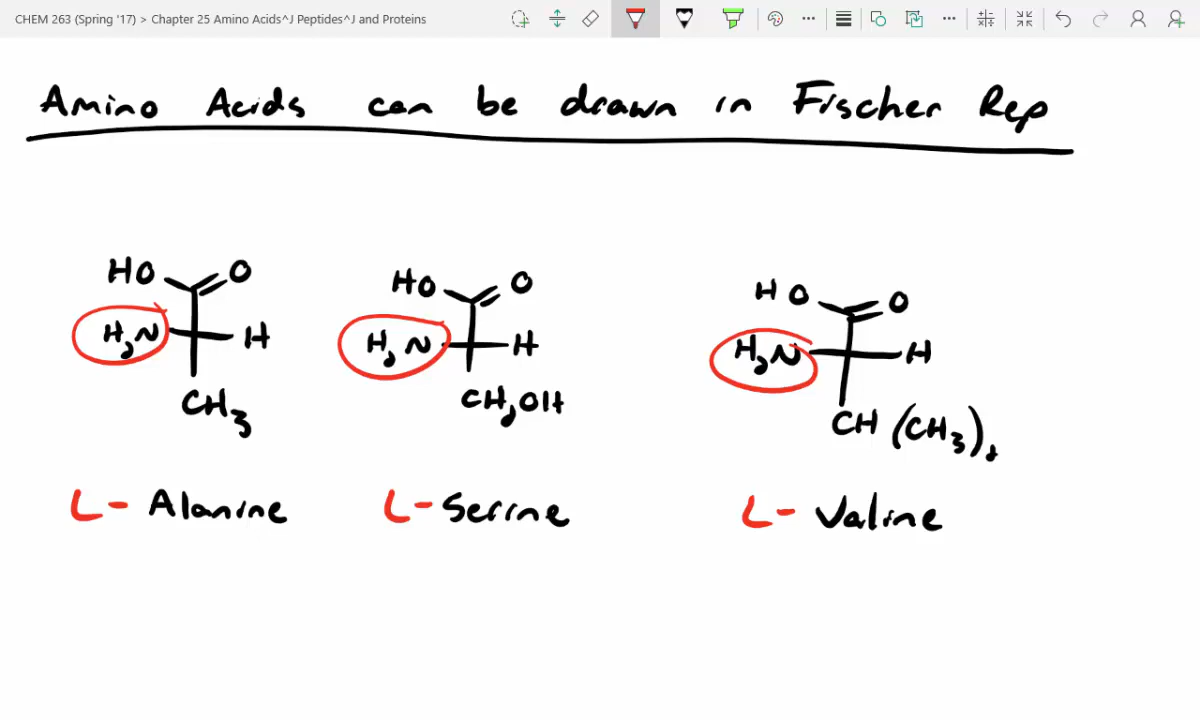 CHEM 263 (Spring '17) > Chapter 25 Amino Acids^J Peptides^J and Proteins
Amino Acids can be drawn in Fischer Rep
HO O HO O HO O
H2N H H2N H H2N H
CH3 CH2OH CH(CH3)2
L- Alanine L- Serine L- Valine